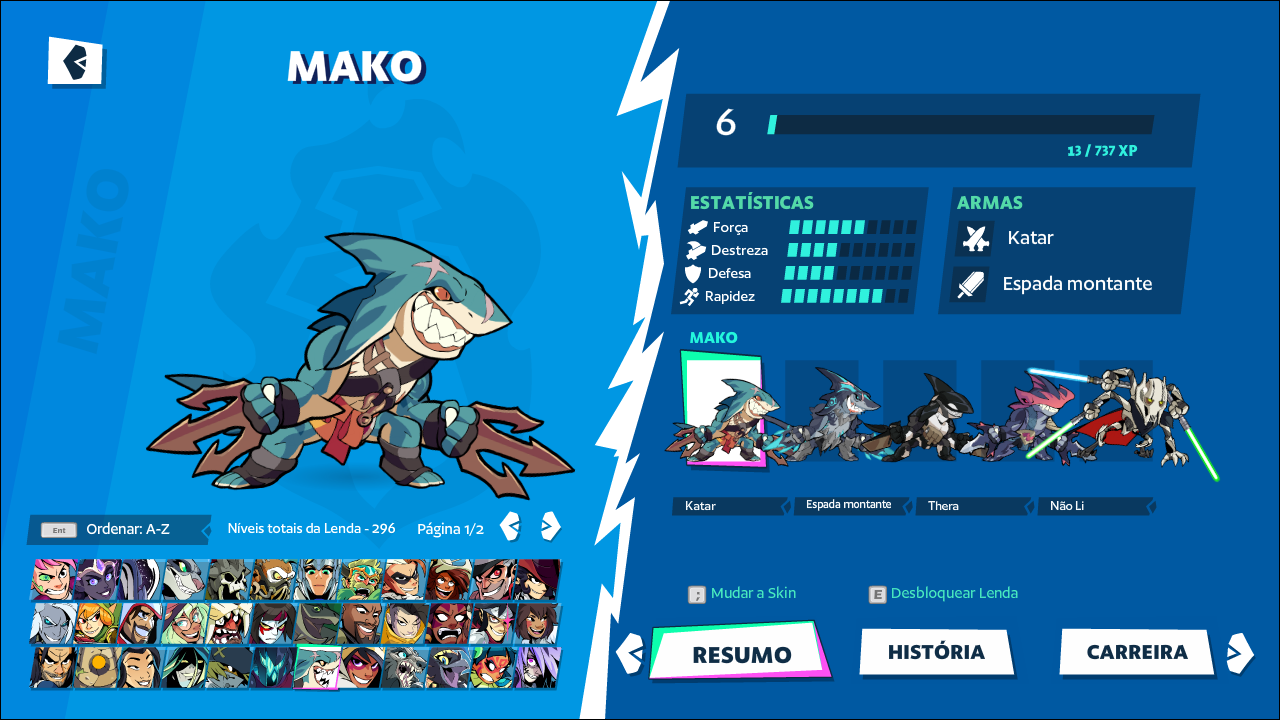 MAKO
MAKO
6
13 / 737 XP
ESTATÍSTICAS
Força
Destreza
Defesa
Rapidez
ARMAS
Katar
Espada montante
MAKO
Katar
Espada montante
Thera
Não Li
Ent
Ordenar: A-Z
Níveis totais da Lenda - 296
Página 1/2
; Mudar a Skin
E Desbloquear Lenda
RESUMO
HISTÓRIA
CARREIRA